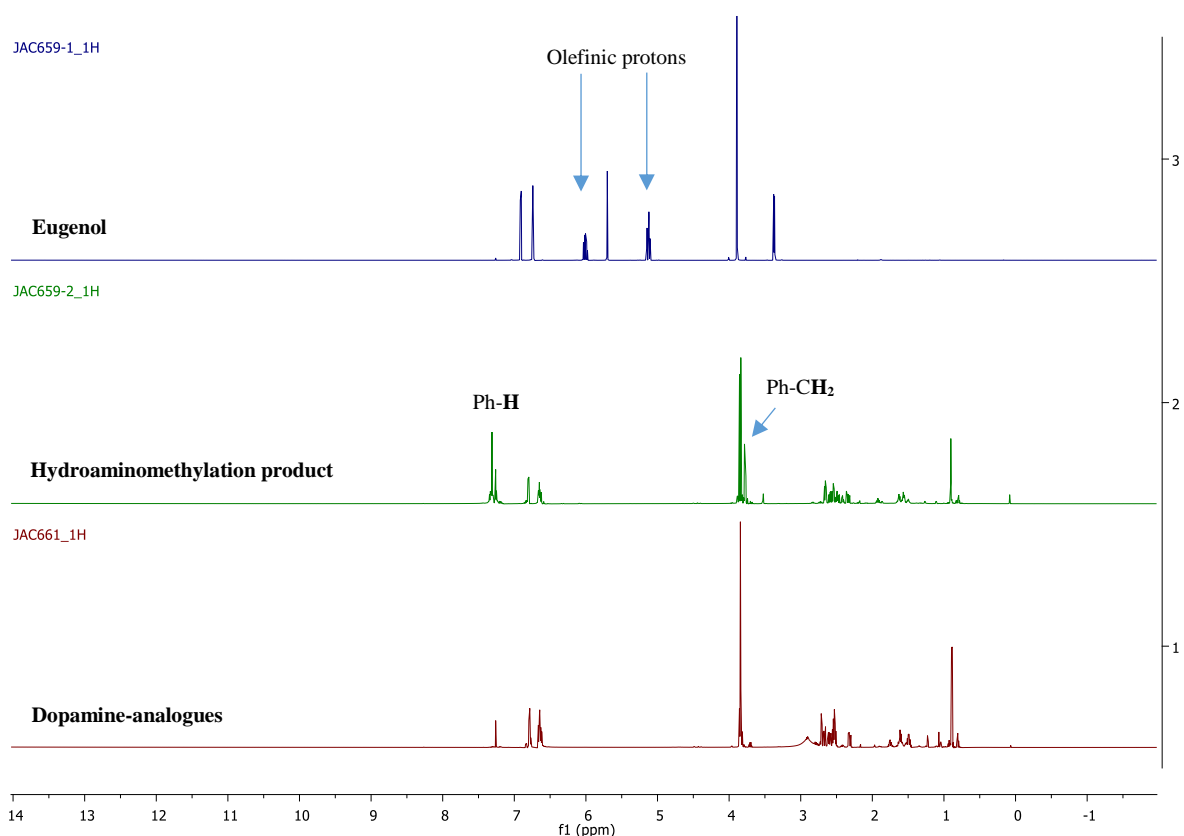 JAC659-1_1H
Olefinic protons
3
Eugenol
JAC659-2_1H
Ph-CH₂
Ph-H
2
Hydroaminomethylation product
JAC661_1H
1
Dopamine-analogues
14 13 12 11 10 9 8 7 6 5 4 3 2 1 0 -1
f1 (ppm)